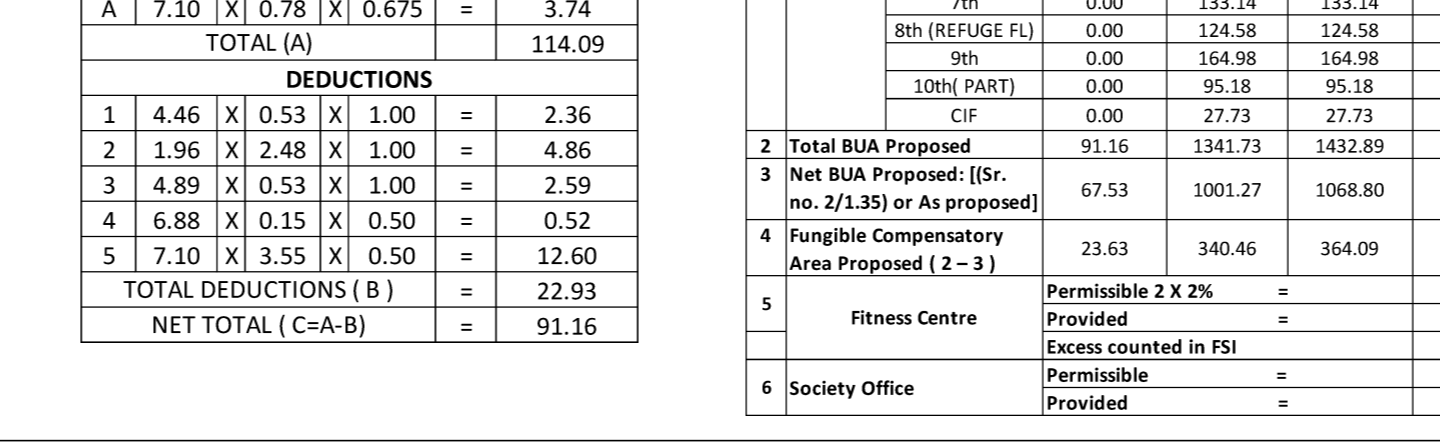 A 7.10 X 0.78 X 0.675 = 3.74
TOTAL (A) 114.09
DEDUCTIONS
1 4.46 X 0.53 X 1.00 = 2.36
2 1.96 X 2.48 X 1.00 = 4.86
3 4.89 X 0.53 X 1.00 = 2.59
4 6.88 X 0.15 X 0.50 = 0.52
5 7.10 X 3.55 X 0.50 = 12.60
TOTAL DEDUCTIONS ( B ) = 22.93
NET TOTAL ( C=A-B) = 91.16
7th 0.00 133.14 133.14
8th (REFUGE FL) 0.00 124.58 124.58
9th 0.00 164.98 164.98
10th( PART) 0.00 95.18 95.18
CIF 0.00 27.73 27.73
2 Total BUA Proposed 91.16 1341.73 1432.89
3 Net BUA Proposed: [(Sr.
no. 2/1.35) or As proposed] 67.53 1001.27 1068.80
4 Fungible Compensatory
Area Proposed ( 2 – 3 ) 23.63 340.46 364.09
5 Fitness Centre
Permissible 2 X 2% =
Provided =
Excess counted in FSI
6 Society Office
Permissible =
Provided =